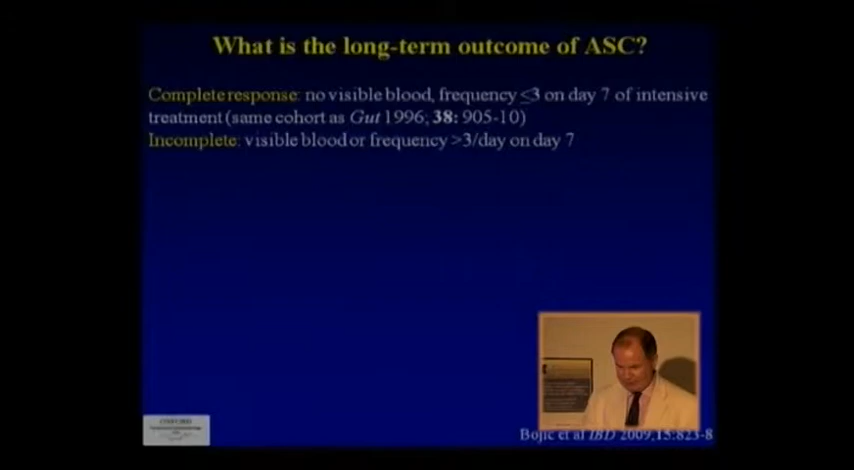 What is the long-term outcome of ASC?
Complete response: no visible blood, frequency ≤3 on day 7 of intensive
treatment (same cohort as Gut 1996; 38: 905-10)
Incomplete: visible blood or frequency >3/day on day 7
OXFORD
Bojic et al IBD 2009;15:823-8